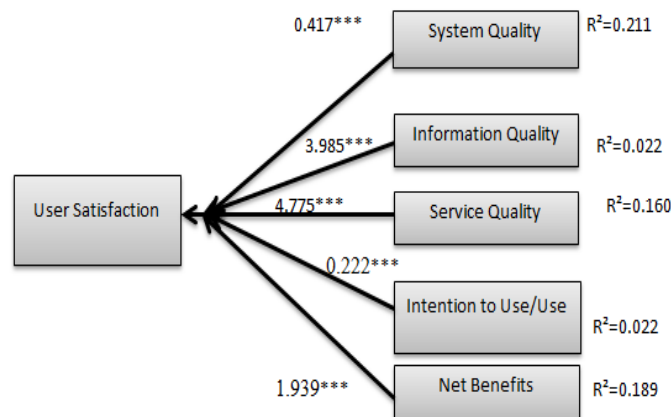 0.417***
System Quality
R²=0.211
3.985***
Information Quality
R²=0.022
User Satisfaction
4.775***
Service Quality
R²=0.160
0.222***
Intention to Use/Use
R²=0.022
1.939***
Net Benefits
R²=0.189